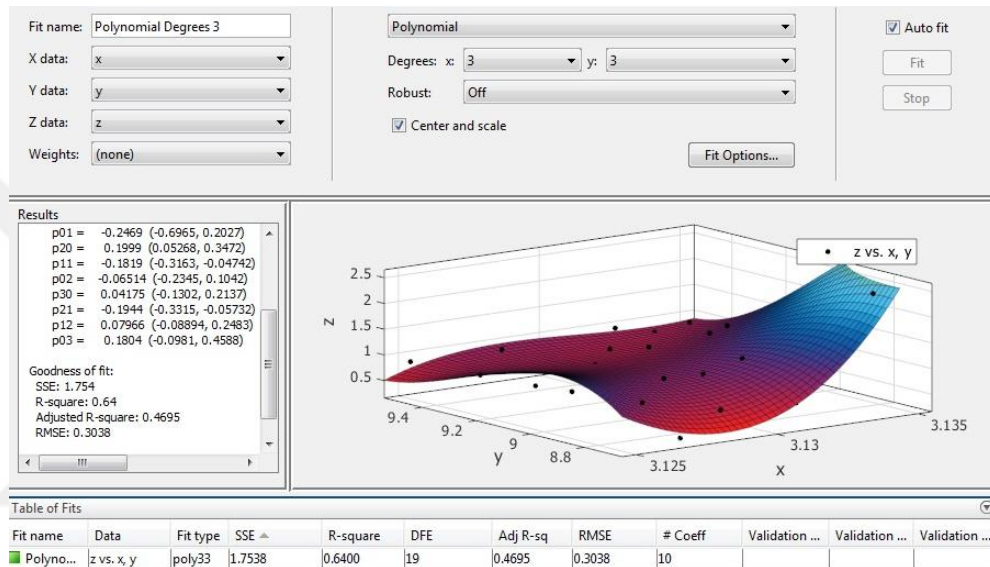 Fit name: Polynomial Degrees 3
X data: x
Y data: y
Z data: z
Weights: (none)
Polynomial
Degrees: x: 3 y: 3
Robust: Off
Center and scale
Fit Options...
Auto fit
Fit
Stop
Results
p01 = -0.2469 (-0.6965, 0.2027)
p20 = 0.1999 (0.05268, 0.3472)
p11 = -0.1819 (-0.3163, -0.04742)
p02 = -0.06514 (-0.2345, 0.1042)
p30 = 0.04175 (-0.1302, 0.2137)
p21 = -0.1944 (-0.3315, -0.05732)
p12 = 0.07966 (-0.08894, 0.2483)
p03 = 0.1804 (-0.0981, 0.4588)
Goodness of fit:
SSE: 1.754
R-square: 0.64
Adjusted R-square: 0.4695
RMSE: 0.3038
z vs. x, y
2.5
2
1.5
1
0.5
z
9.4
9.2
9
8.8
y
3.125
3.13
3.135
x
Table of Fits
Fit name Data Fit type SSE R-square DFE Adj R-sq RMSE # Coeff Validation ... Validation ... Validation ...
Polyno... z vs. x, y poly33 1.7538 0.6400 19 0.4695 0.3038 10